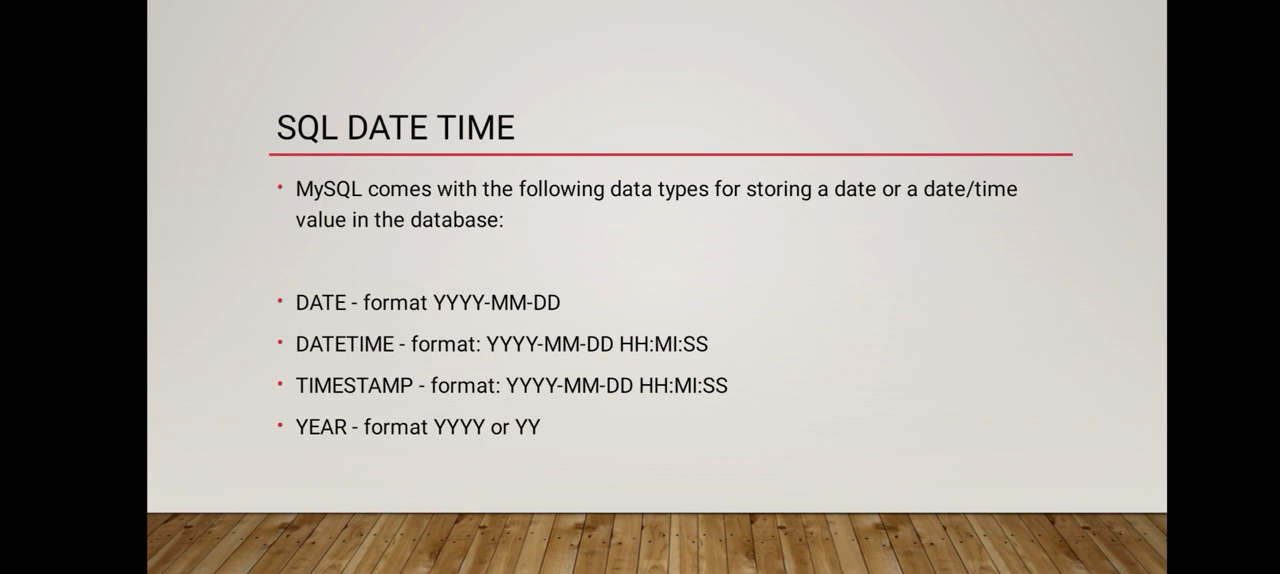 SQL DATE TIME
• MySQL comes with the following data types for storing a date or a date/time
value in the database:
• DATE - format YYYY-MM-DD
• DATETIME - format: YYYY-MM-DD HH:MI:SS
• TIMESTAMP - format: YYYY-MM-DD HH:MI:SS
• YEAR - format YYYY or YY